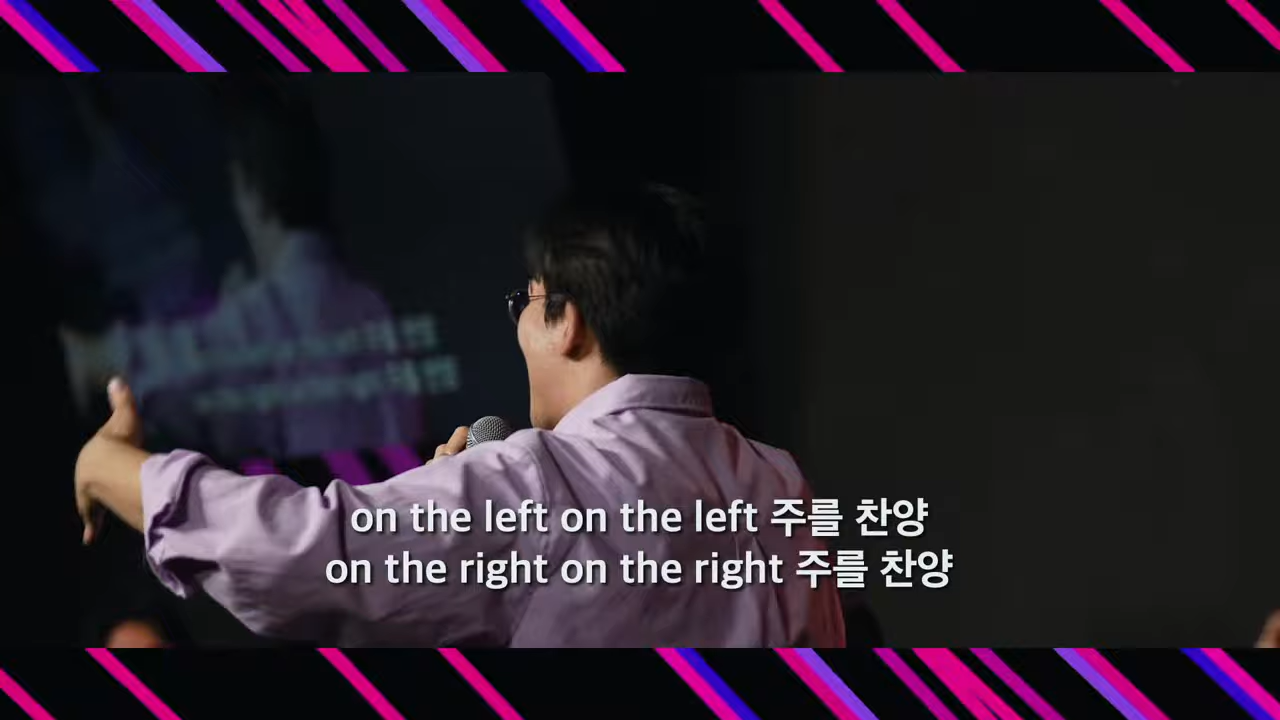 on the left on the left 주를 찬양
on the right on the right 주를 찬양